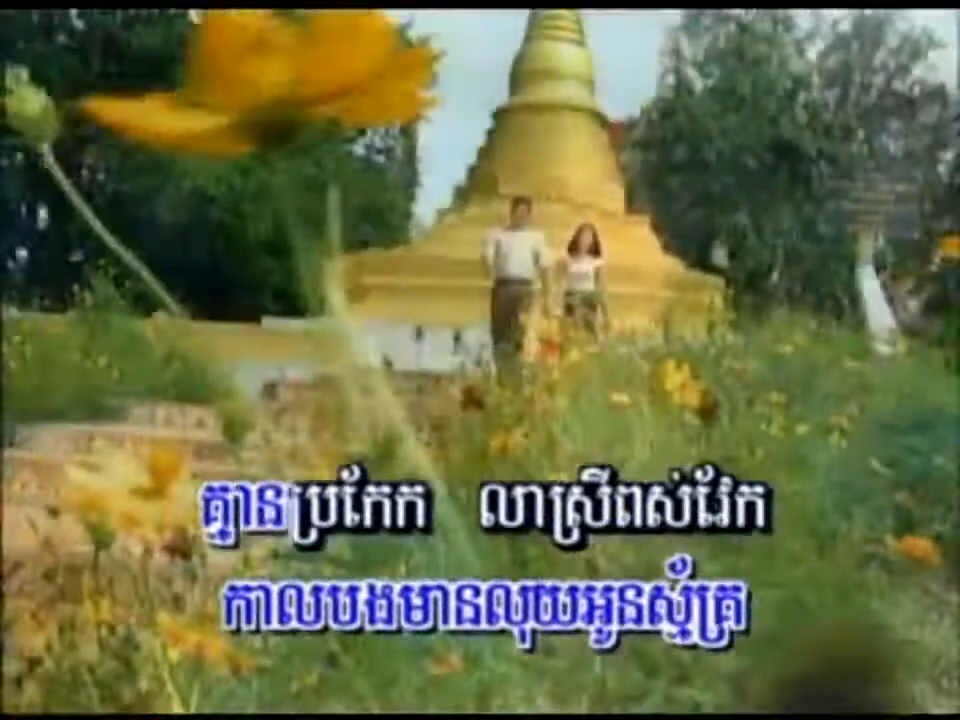 គ្មានប្រកែក លាស្រីពស់វែក
កាលបងមានលុយអូនស្ម័គ្រ